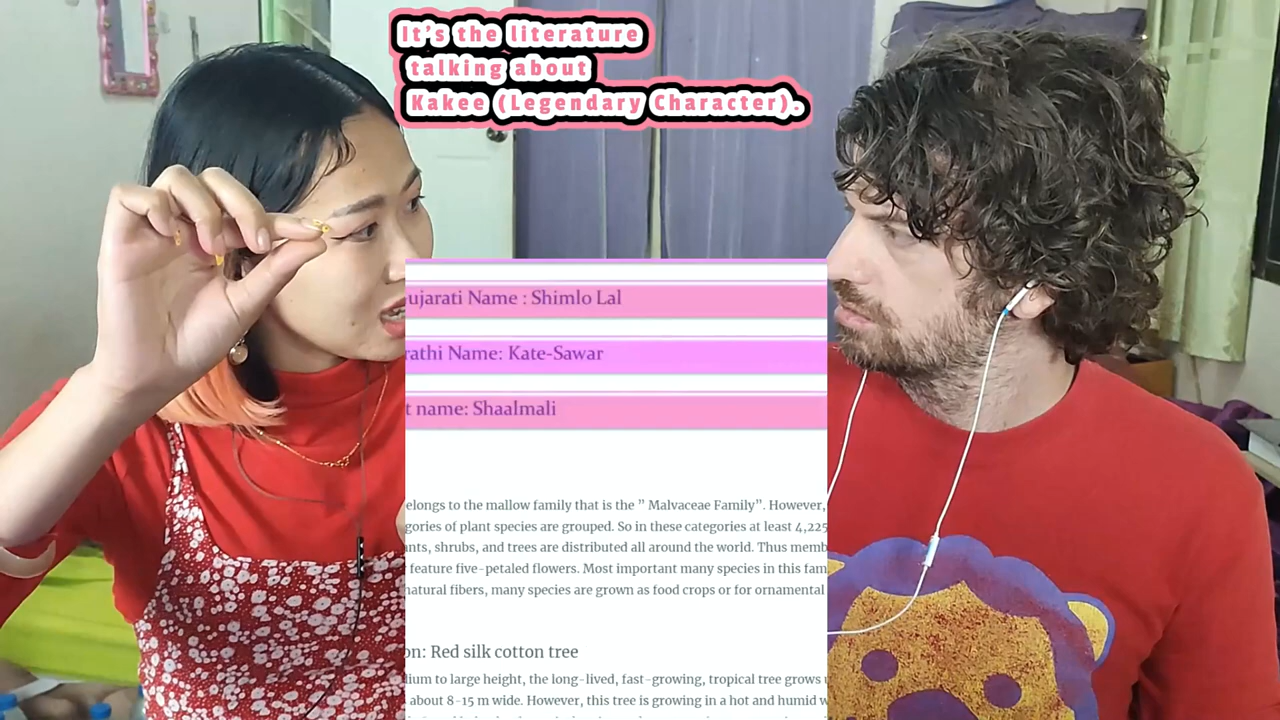 It's the literature
talking about
Kakee (Legendary Character).
ujarati Name : Shimlo Lal
rathi Name: Kate-Sawar
t name: Shaalmali
elongs to the mallow family that is the ” Malvaceae Family”. However,
gories of plant species are grouped. So in these categories at least 4,225
nts, shrubs, and trees are distributed all around the world. Thus memb
feature five-petaled flowers. Most important many species in this fam
natural fibers, many species are grown as food crops or for ornamental
on: Red silk cotton tree
dium to large height, the long-lived, fast-growing, tropical tree grows
about 8-15 m wide. However, this tree is growing in a hot and humid w